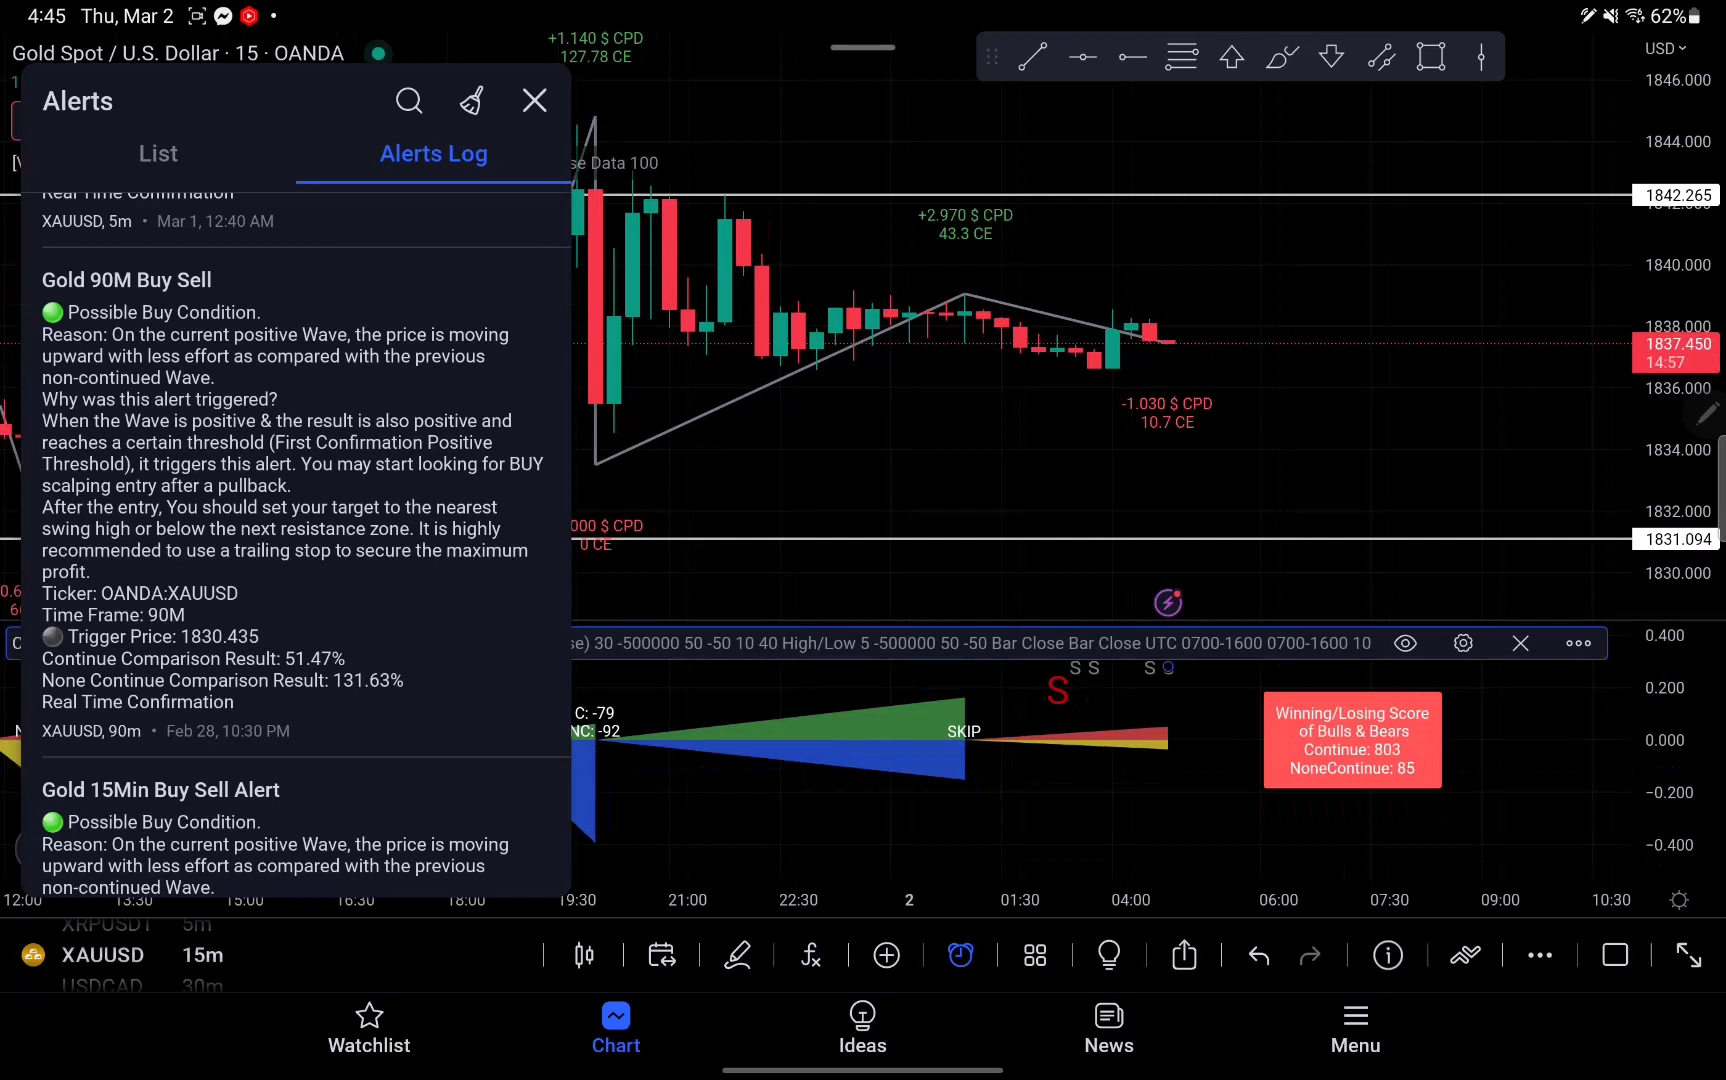 4:45 Thu, Mar 2
62%
Gold Spot / U.S. Dollar · 15 · OANDA
+1.140 $ CPD
127.78 CE
USD
1846.000
1844.000
1842.265
1840.000
1838.000
1837.450
14:57
1836.000
1834.000
1832.000
1831.094
1830.000
Alerts
List
Alerts Log
Real Time Confirmation
XAUUSD, 5m • Mar 1, 12:40 AM
Gold 90M Buy Sell
Possible Buy Condition.
Reason: On the current positive Wave, the price is moving
upward with less effort as compared with the previous
non-continued Wave.
Why was this alert triggered?
When the Wave is positive & the result is also positive and
reaches a certain threshold (First Confirmation Positive
Threshold), it triggers this alert. You may start looking for BUY
scalping entry after a pullback.
After the entry, You should set your target to the nearest
swing high or below the next resistance zone. It is highly
recommended to use a trailing stop to secure the maximum
profit.
Ticker: OANDA:XAUUSD
Time Frame: 90M
Trigger Price: 1830.435
Continue Comparison Result: 51.47%
None Continue Comparison Result: 131.63%
Real Time Confirmation
XAUUSD, 90m • Feb 28, 10:30 PM
Gold 15Min Buy Sell Alert
Possible Buy Condition.
Reason: On the current positive Wave, the price is moving
upward with less effort as compared with the previous
non-continued Wave.
se Data 100
+2.970 $ CPD
43.3 CE
-1.030 $ CPD
10.7 CE
000 $ CPD
0 CE
se) 30 -500000 50 -50 10 40 High/Low 5 -500000 50 -50 Bar Close Bar Close UTC 0700-1600 0700-1600 10
0.400
0.200
0.000
−0.200
−0.400
S S S
S
C: -79
NC: -92
SKIP
Winning/Losing Score
of Bulls & Bears
Continue: 803
NoneContinue: 85
12:00 13:30 15:00 16:30 18:00 19:30 21:00 22:30 2 01:30 04:00 06:00 07:30 09:00 10:30
XRPUSDT 5m
XAUUSD 15m
USDCAD 30m
Watchlist
Chart
Ideas
News
Menu